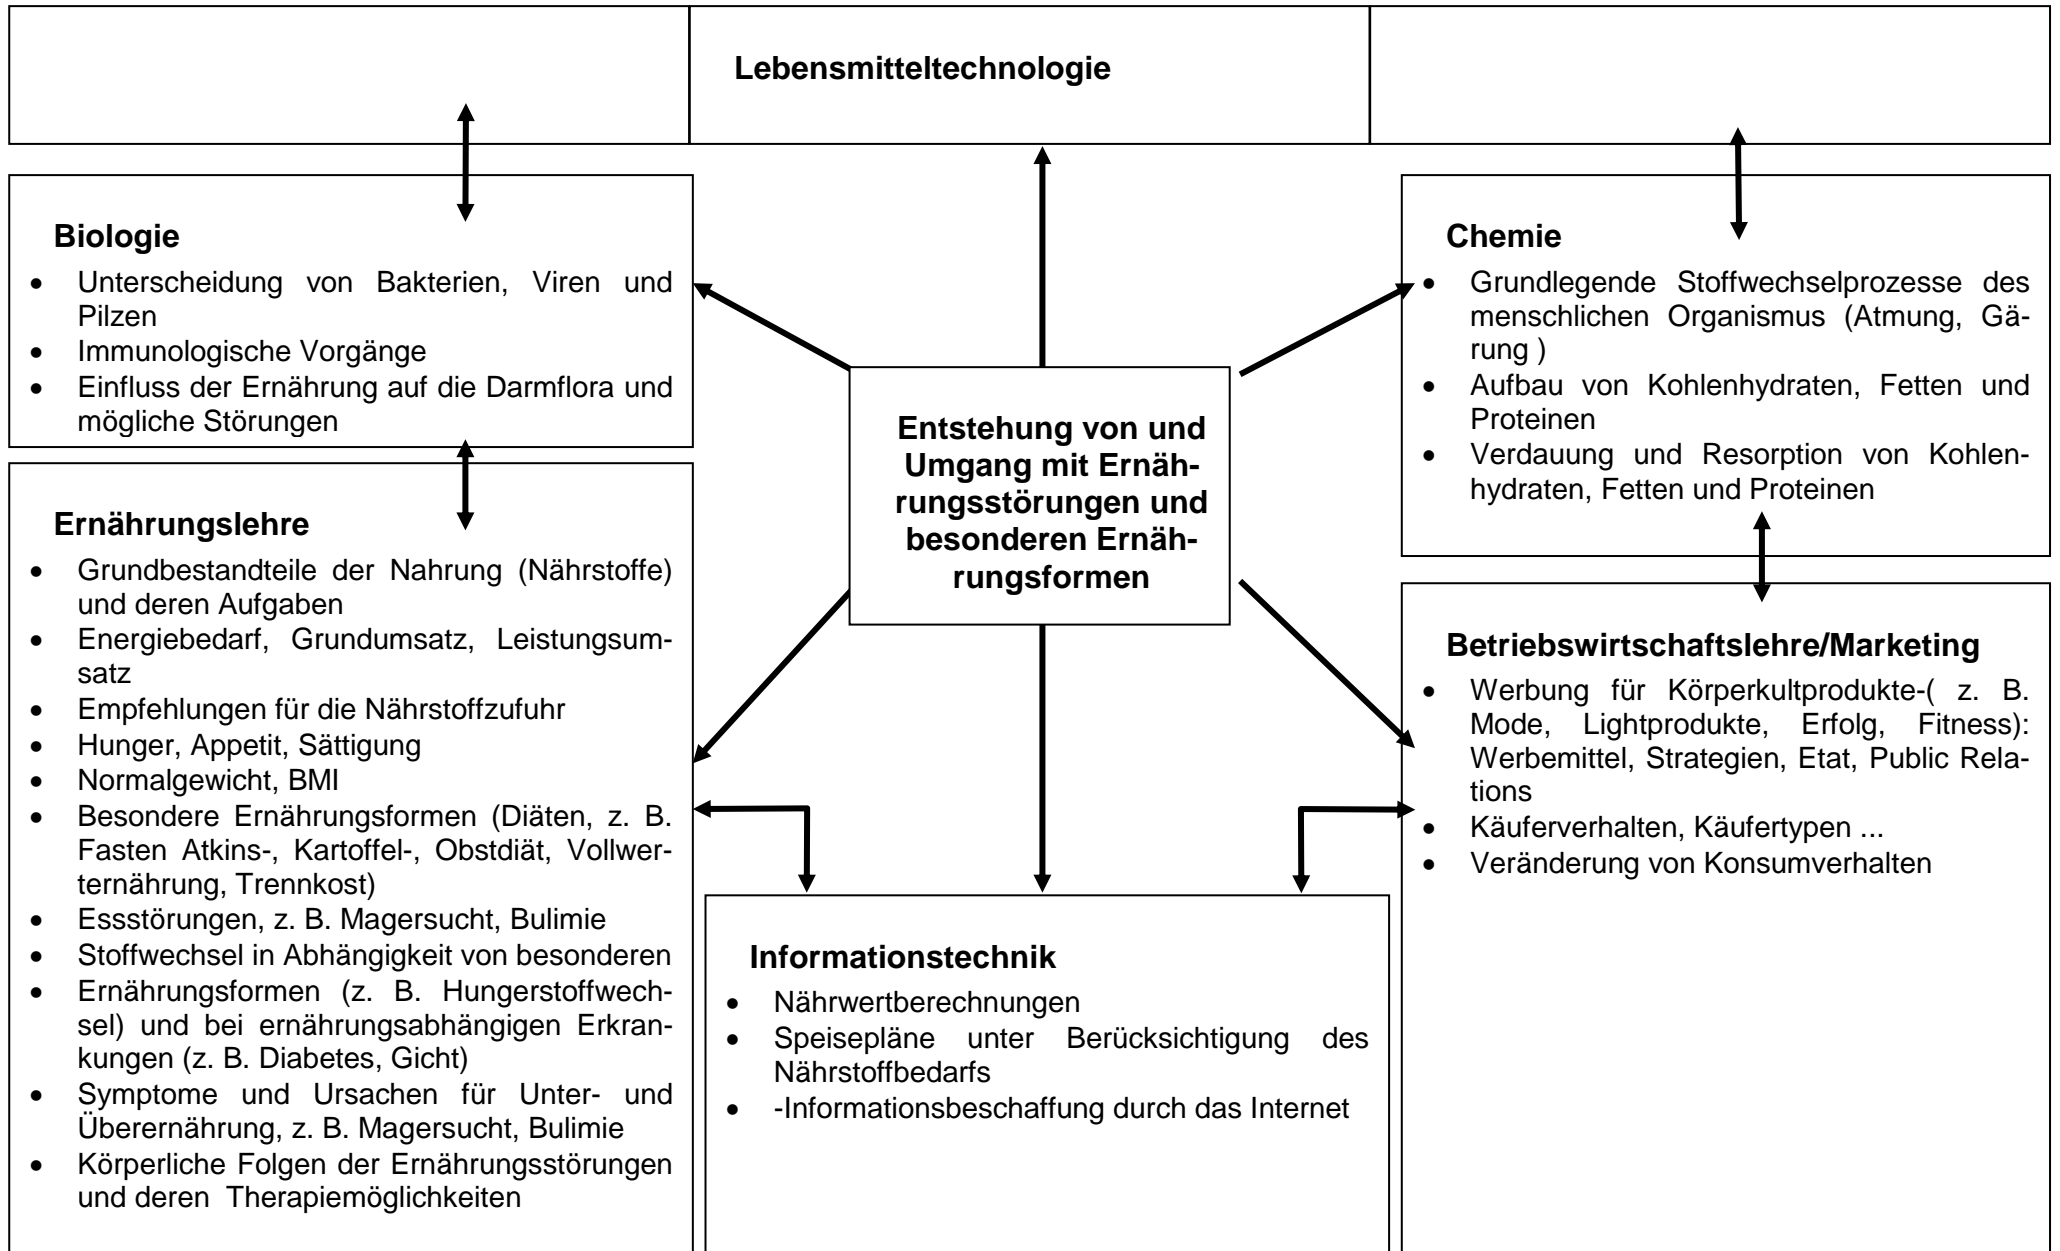 Lebensmitteltechnologie
Biologie
• Unterscheidung von Bakterien, Viren und
Pilzen
• Immunologische Vorgänge
• Einfluss der Ernährung auf die Darmflora und
mögliche Störungen
Chemie
• Grundlegende Stoffwechselprozesse des
menschlichen Organismus (Atmung, Gä-
rung )
• Aufbau von Kohlenhydraten, Fetten und
Proteinen
• Verdauung und Resorption von Kohlen-
hydraten, Fetten und Proteinen
Entstehung von und
Umgang mit Ernäh-
rungsstörungen und
besonderen Ernäh-
rungsformen
Ernährungslehre
• Grundbestandteile der Nahrung (Nährstoffe)
und deren Aufgaben
• Energiebedarf, Grundumsatz, Leistungsum-
satz
• Empfehlungen für die Nährstoffzufuhr
• Hunger, Appetit, Sättigung
• Normalgewicht, BMI
• Besondere Ernährungsformen (Diäten, z. B.
Fasten Atkins-, Kartoffel-, Obstdiät, Vollwer-
ternährung, Trennkost)
• Essstörungen, z. B. Magersucht, Bulimie
• Stoffwechsel in Abhängigkeit von besonderen
• Ernährungsformen (z. B. Hungerstoffwech-
sel) und bei ernährungsabhängigen Erkran-
kungen (z. B. Diabetes, Gicht)
• Symptome und Ursachen für Unter- und
Überernährung, z. B. Magersucht, Bulimie
• Körperliche Folgen der Ernährungsstörungen
und deren Therapiemöglichkeiten
Betriebswirtschaftslehre/Marketing
• Werbung für Körperkultprodukte-( z. B.
Mode, Lightprodukte, Erfolg, Fitness):
Werbemittel, Strategien, Etat, Public Rela-
tions
• Käuferverhalten, Käufertypen ...
• Veränderung von Konsumverhalten
Informationstechnik
• Nährwertberechnungen
• Speisepläne unter Berücksichtigung des
Nährstoffbedarfs
• -Informationsbeschaffung durch das Internet